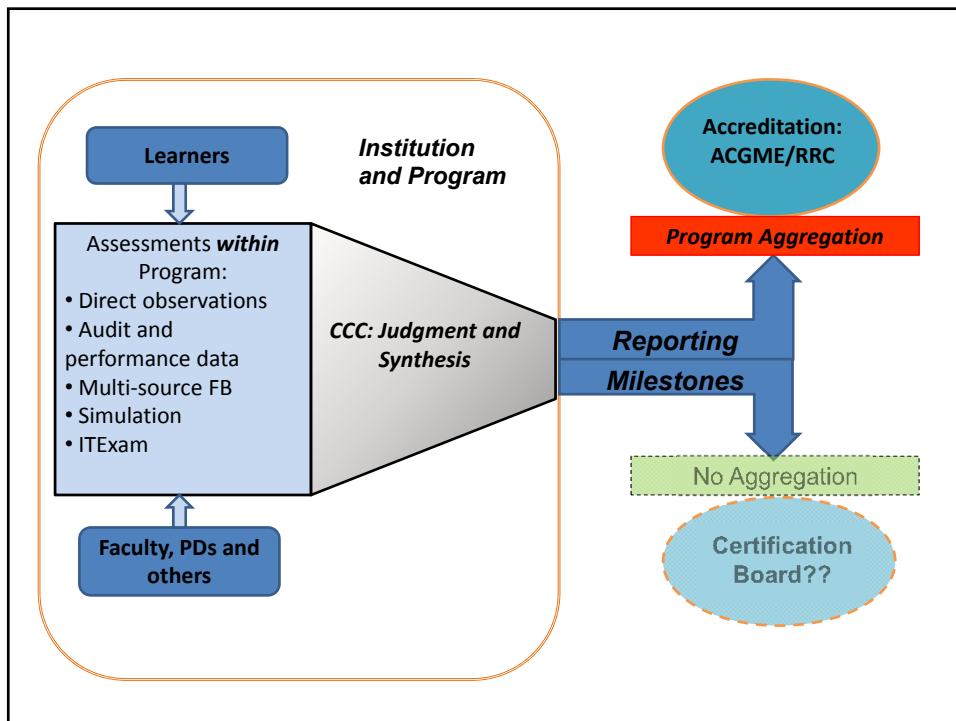 Learners
Institution
and Program
Assessments within
Program:
• Direct observations
• Audit and
performance data
• Multi-source FB
• Simulation
• ITExam
Faculty, PDs and
others
CCC: Judgment and
Synthesis
Reporting
Milestones
Accreditation:
ACGME/RRC
Program Aggregation
No Aggregation
Certification
Board??